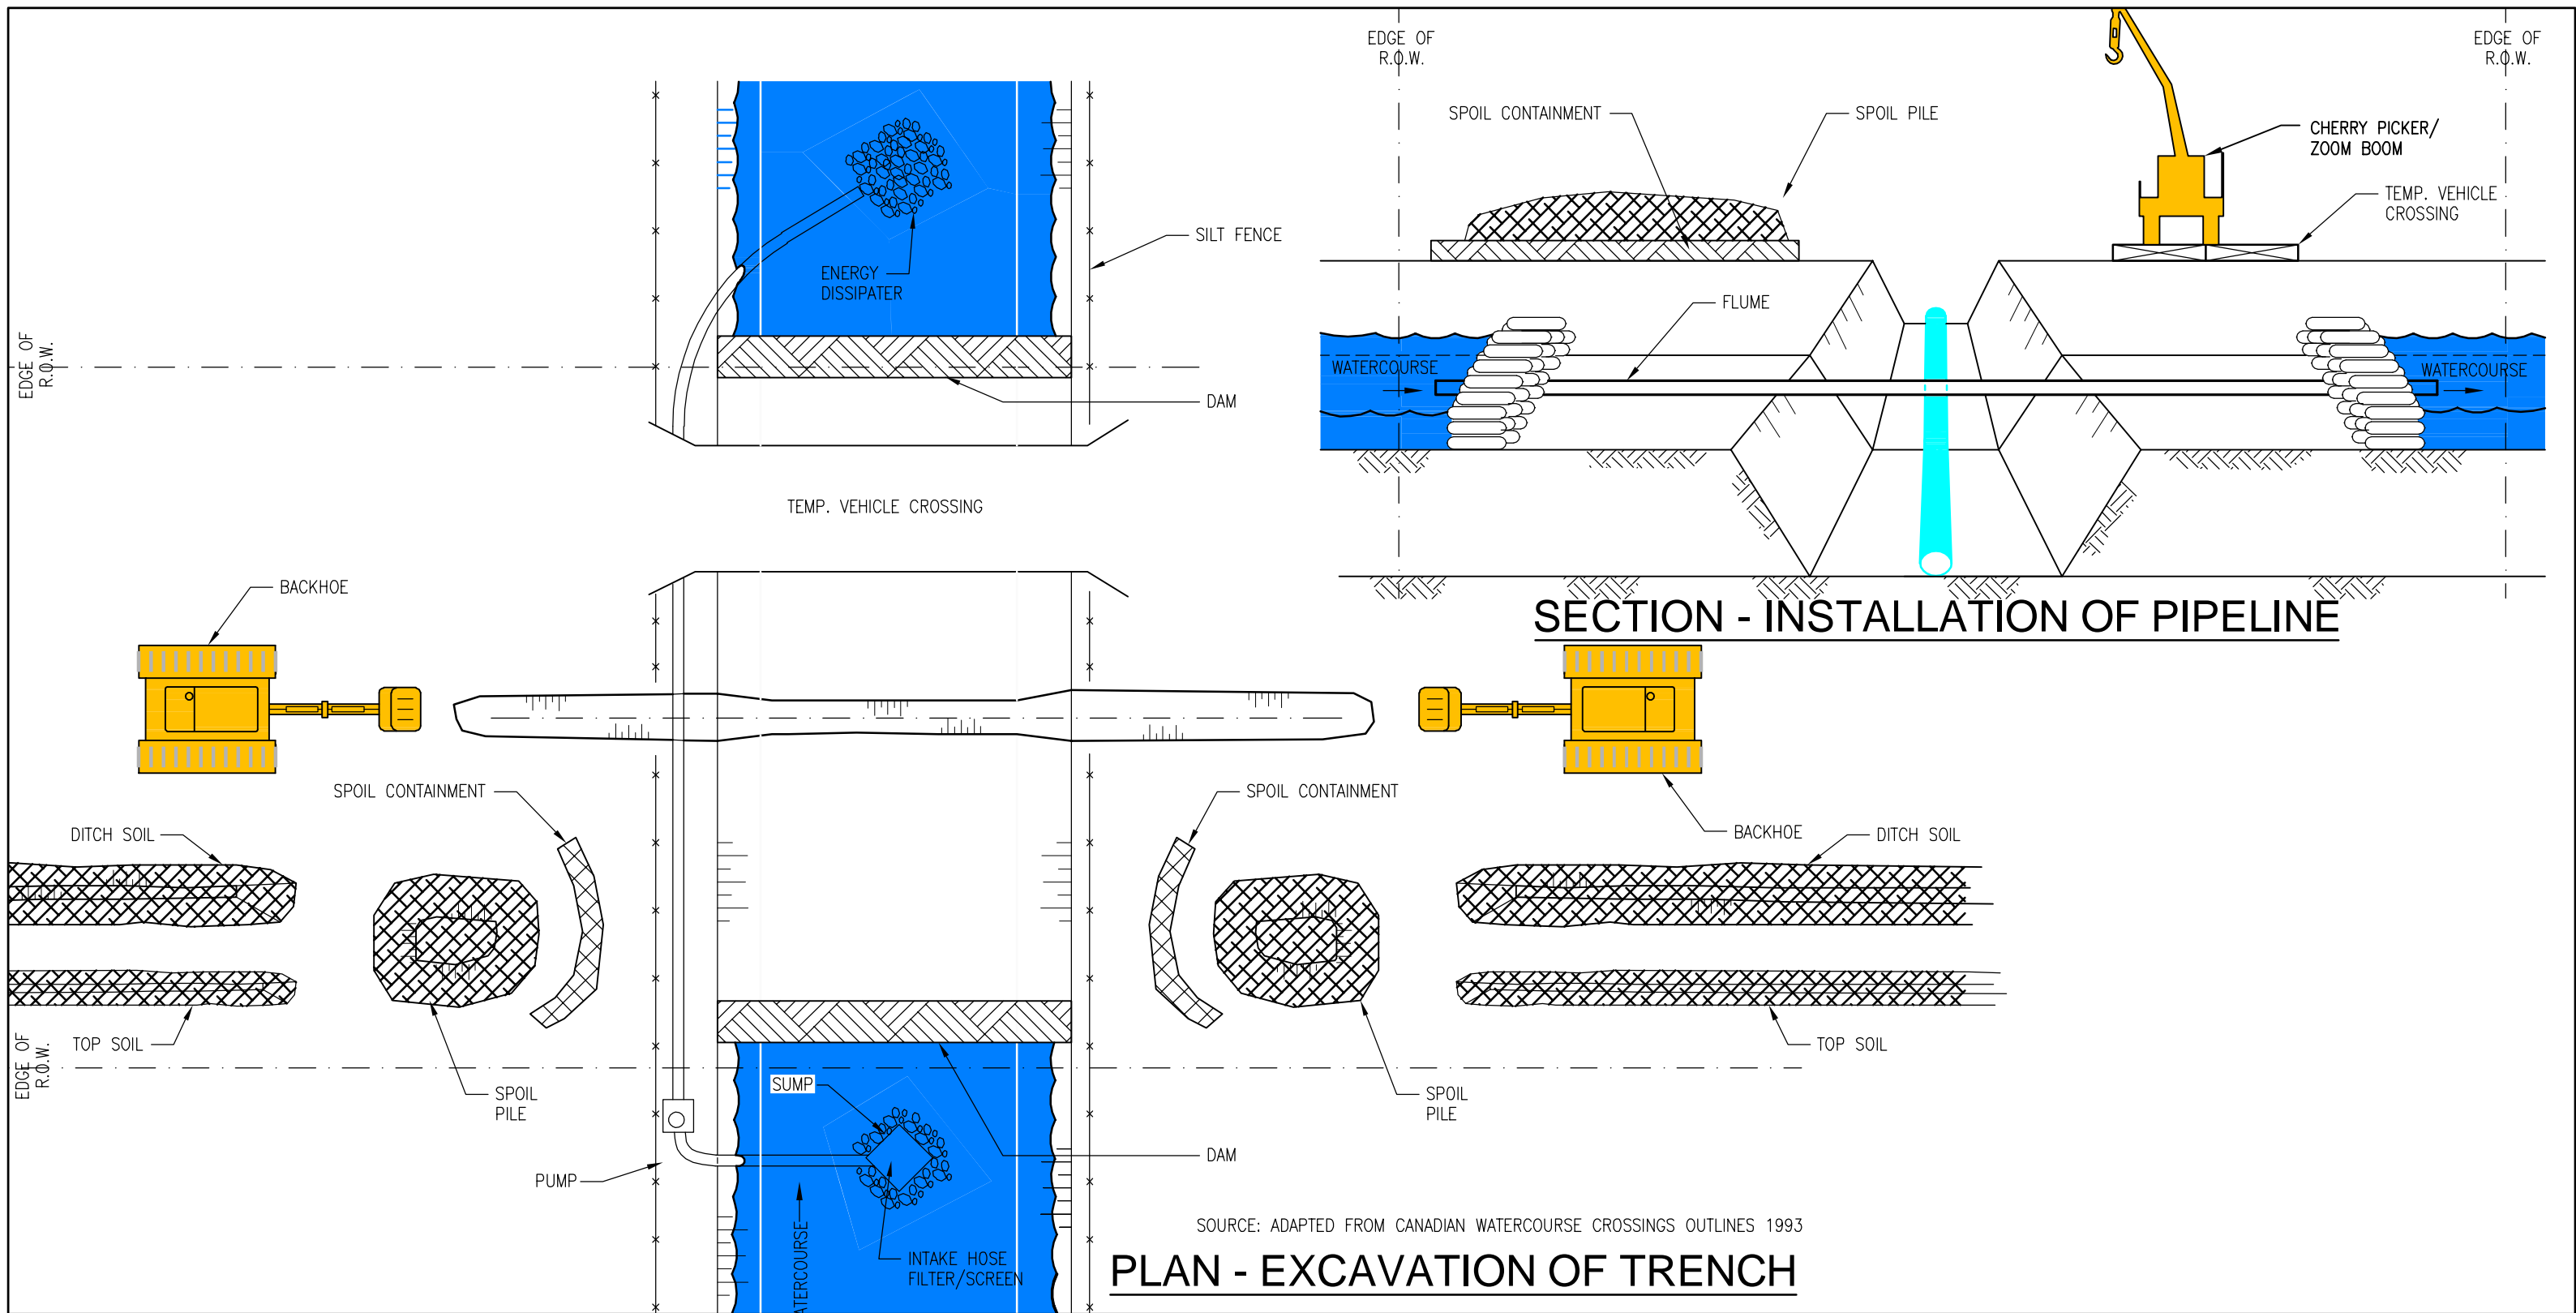 EDGE OF
R.O.W.
EDGE OF
R.O.W.
SPOIL CONTAINMENT
SPOIL PILE
CHERRY PICKER/
ZOOM BOOM
TEMP. VEHICLE
CROSSING
SILT FENCE
ENERGY
DISSIPATER
FLUME
EDGE OF
R.O.W.
WATERCOURSE
WATERCOURSE
DAM
TEMP. VEHICLE CROSSING
BACKHOE
SECTION - INSTALLATION OF PIPELINE
SPOIL CONTAINMENT
SPOIL CONTAINMENT
DITCH SOIL
BACKHOE
DITCH SOIL
TOP SOIL
TOP SOIL
EDGE OF
R.O.W.
SPOIL
PILE
SUMP
SPOIL
PILE
DAM
PUMP
WATERCOURSE
INTAKE HOSE
FILTER/SCREEN
SOURCE: ADAPTED FROM CANADIAN WATERCOURSE CROSSINGS OUTLINES 1993
PLAN - EXCAVATION OF TRENCH